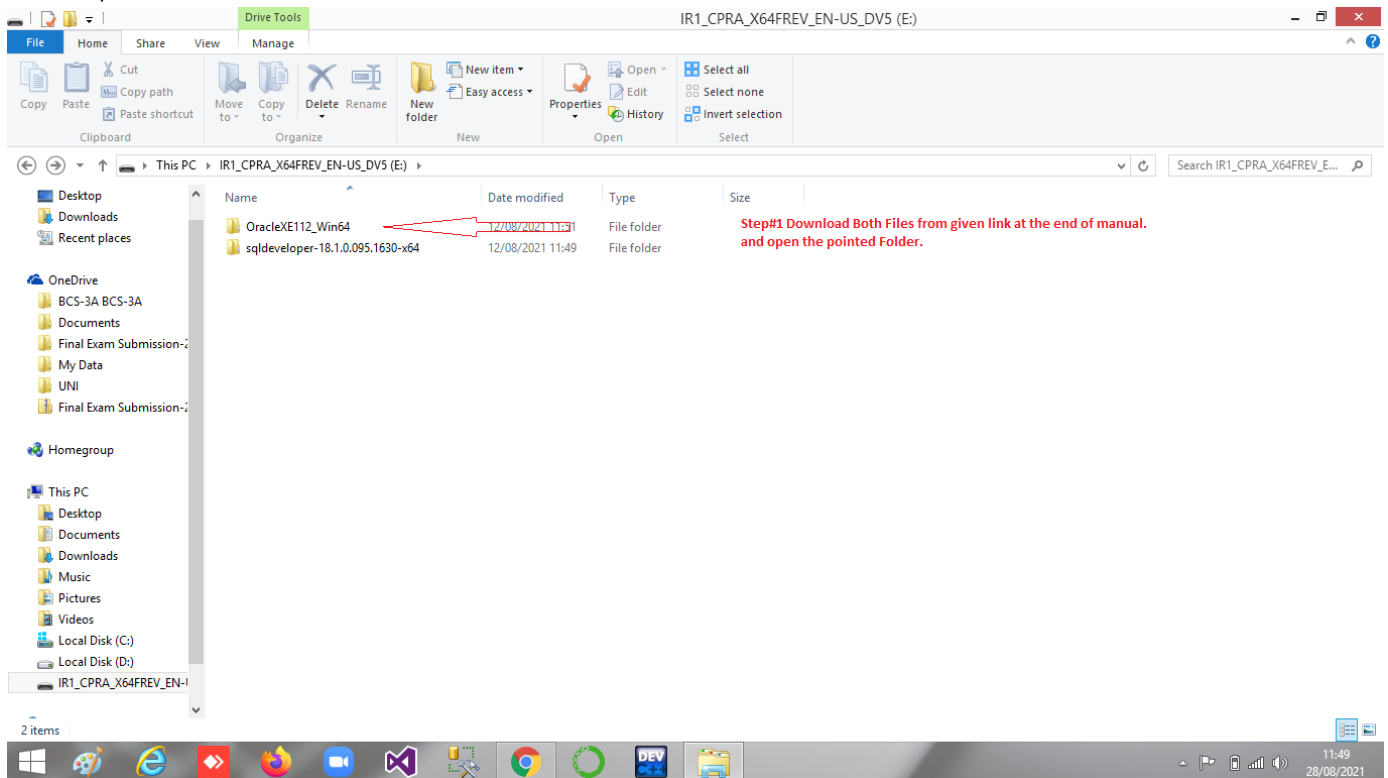 Drive Tools
IR1_CPRA_X64FREV_EN-US_DV5 (E:)
File Home Share View Manage
Copy
Paste
Cut
Copy path
Paste shortcut
Clipboard
Move to
Copy to
Delete
Rename
Organize
New folder
New item
Easy access
New
Properties
Open
Edit
History
Open
Select all
Select none
Invert selection
Select
This PC IR1_CPRA_X64FREV_EN-US_DV5 (E:)
Search IR1_CPRA_X64FREV_E...
Name Date modified Type Size
OracleXE112_Win64 12/08/2021 11:51 File folder
sqldeveloper-18.1.0.095.1630-x64 12/08/2021 11:49 File folder
Step#1 Download Both Files from given link at the end of manual.
and open the pointed Folder.
Desktop
Downloads
Recent places
OneDrive
BCS-3A BCS-3A
Documents
Final Exam Submission-2
My Data
UNI
Final Exam Submission-2
Homegroup
This PC
Desktop
Documents
Downloads
Music
Pictures
Videos
Local Disk (C:)
Local Disk (D:)
IR1_CPRA_X64FREV_EN-U
2 items
DEV
C++
11:49
28/08/2021